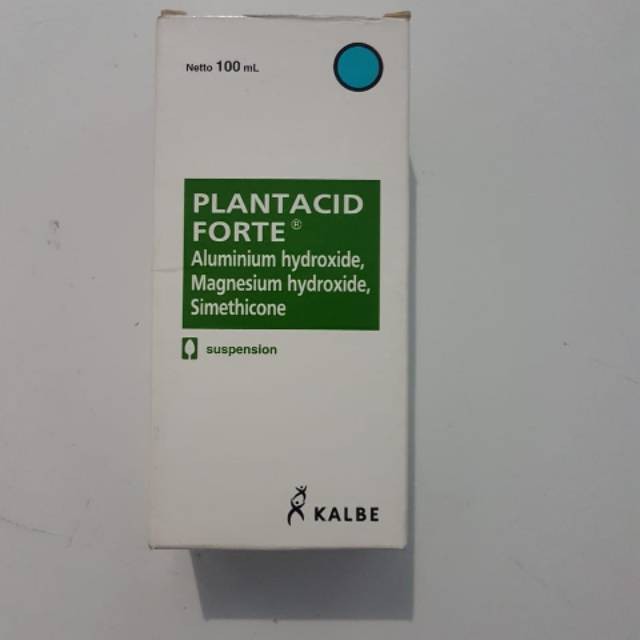 Netto 100 mL
PLANTACID
FORTE®
Aluminium hydroxide,
Magnesium hydroxide,
Simethicone
suspension
KALBE